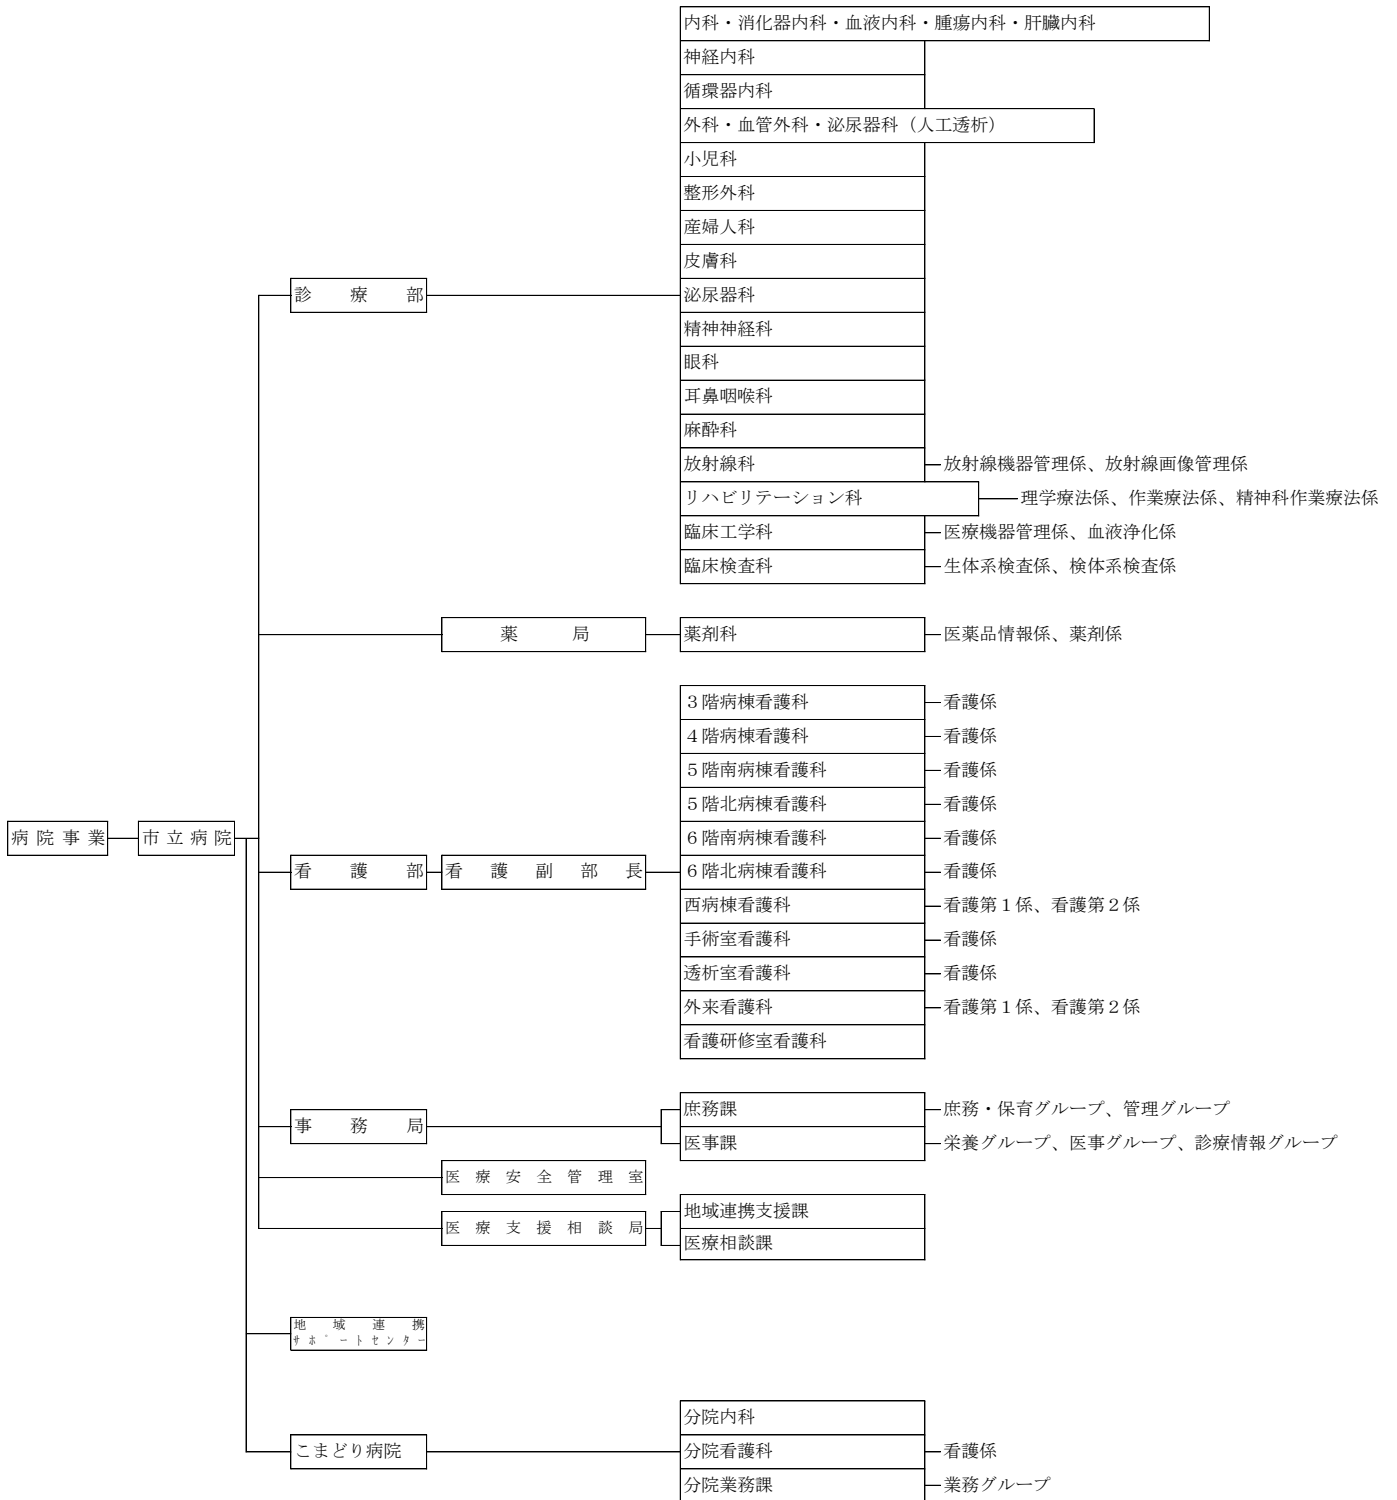 内科・消化器内科・血液内科・腫瘍内科・肝臓内科
神経内科
循環器内科
外科・血管外科・泌尿器科（人工透析）
小児科
整形外科
産婦人科
皮膚科
診療部
泌尿器科
精神神経科
眼科
耳鼻咽喉科
麻酔科
放射線科 放射線機器管理係、放射線画像管理係
リハビリテーション科 理学療法係、作業療法係、精神科作業療法係
臨床工学科 医療機器管理係、血液浄化係
臨床検査科 生体系検査係、検体系検査係
薬局 薬剤科 医薬品情報係、薬剤係
３階病棟看護科 看護係
４階病棟看護科 看護係
５階南病棟看護科 看護係
５階北病棟看護科 看護係
病院事業 市立病院
６階南病棟看護科 看護係
看護部 看護副部長 ６階北病棟看護科 看護係
西病棟看護科 看護第１係、看護第２係
手術室看護科 看護係
透析室看護科 看護係
外来看護科 看護第１係、看護第２係
看護研修室看護科
事務局
庶務課 庶務・保育グループ、管理グループ
医事課 栄養グループ、医事グループ、診療情報グループ
医療安全管理室
医療支援相談局
地域連携支援課
医療相談課
地域連携
ｻﾎﾟｰﾄｾﾝﾀｰ
分院内科
こまどり病院 分院看護科 看護係
分院業務課 業務グループ